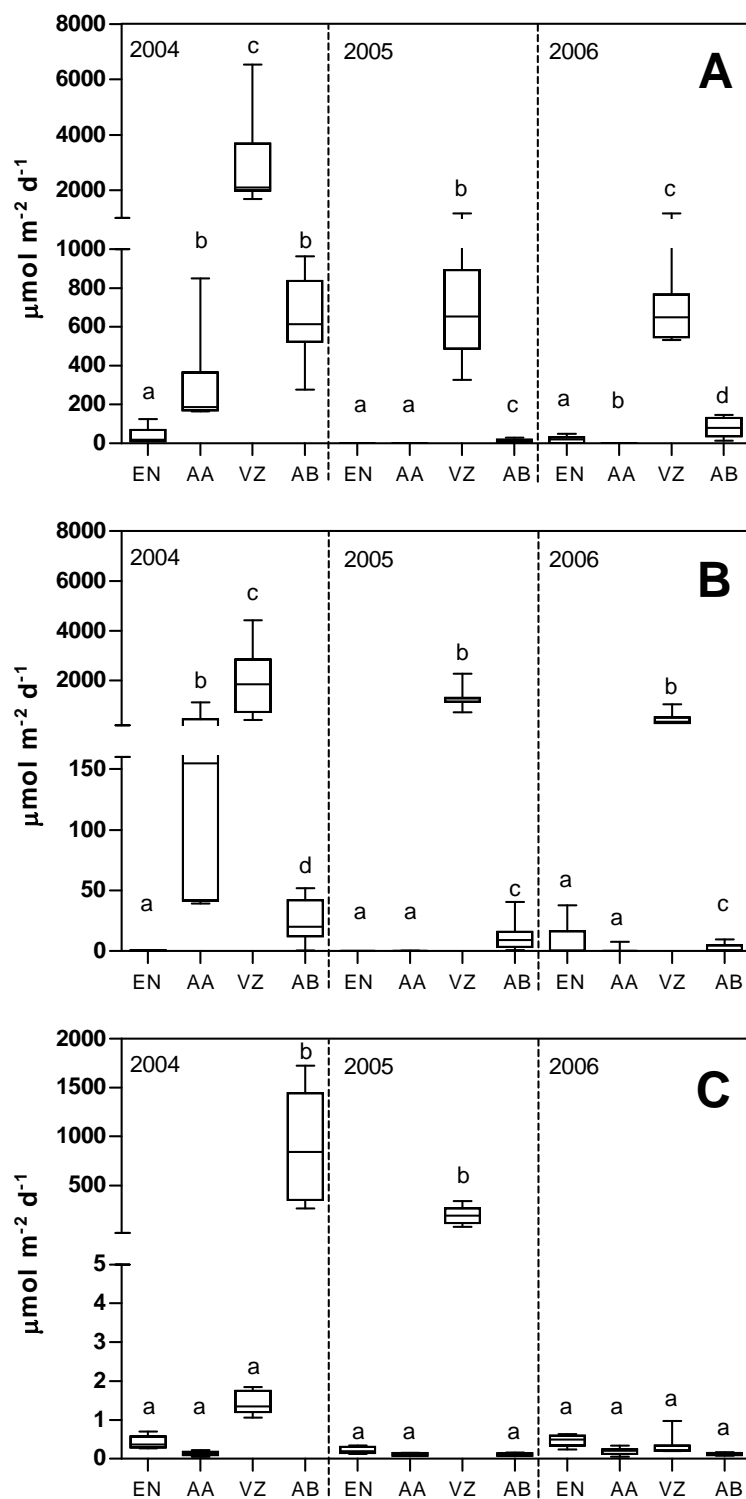 8000
2004
c
2005
2006
A
6000
4000
b
c
2000
b
b
μmol m-2 d-1
1000
800
600
400
a
200
a
a
c
a
b
d
0
EN AA VZ AB EN AA VZ AB EN AA VZ AB
8000
2004
2005
2006
B
6000
c
4000
b
b
b
2000
μmol m-2 d-1
150
100
50
a
d
a
a
c
a
a
c
0
EN AA VZ AB EN AA VZ AB EN AA VZ AB
2000
2004
b
2005
2006
C
1500
1000
500
b
μmol m-2 d-1
5
4
3
2
1
a
a
a
a
a
a
a
a
a
a
0
EN AA VZ AB EN AA VZ AB EN AA VZ AB